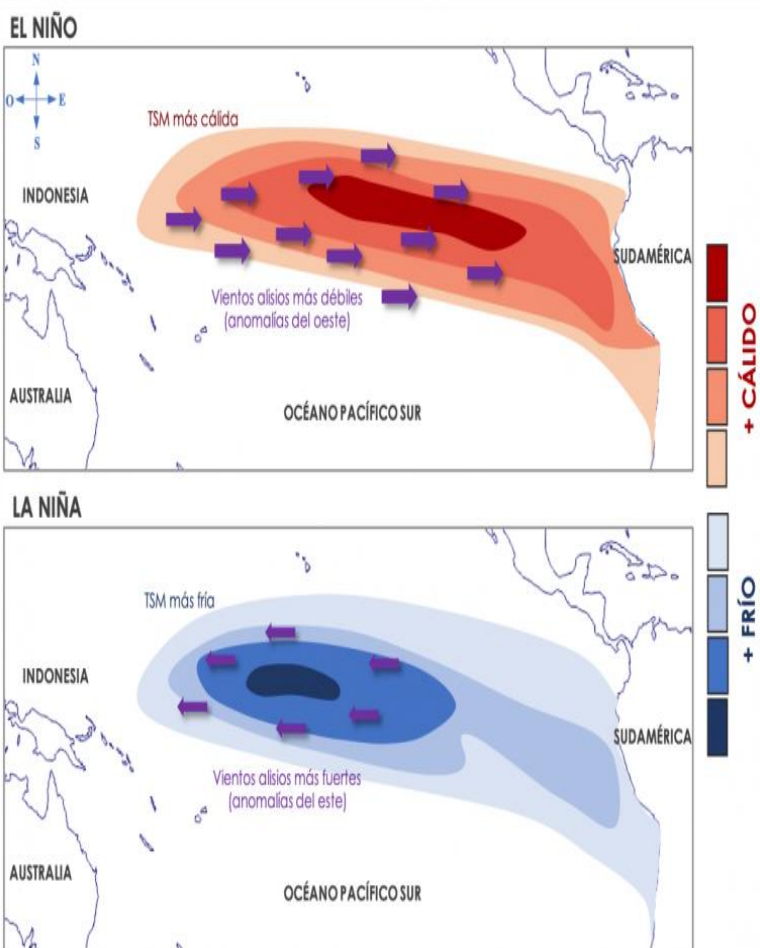 EL NIÑO
N
O
E
S
TSM más cálida
INDONESIA
SUDAMÉRICA
Vientos alisios más débiles
(anomalías del oeste)
AUSTRALIA
OCÉANO PACÍFICO SUR
+ CÁLIDO
LA NIÑA
TSM más fría
INDONESIA
SUDAMÉRICA
Vientos alisios más fuertes
(anomalías del este)
AUSTRALIA
OCÉANO PACÍFICO SUR
+ FRÍO